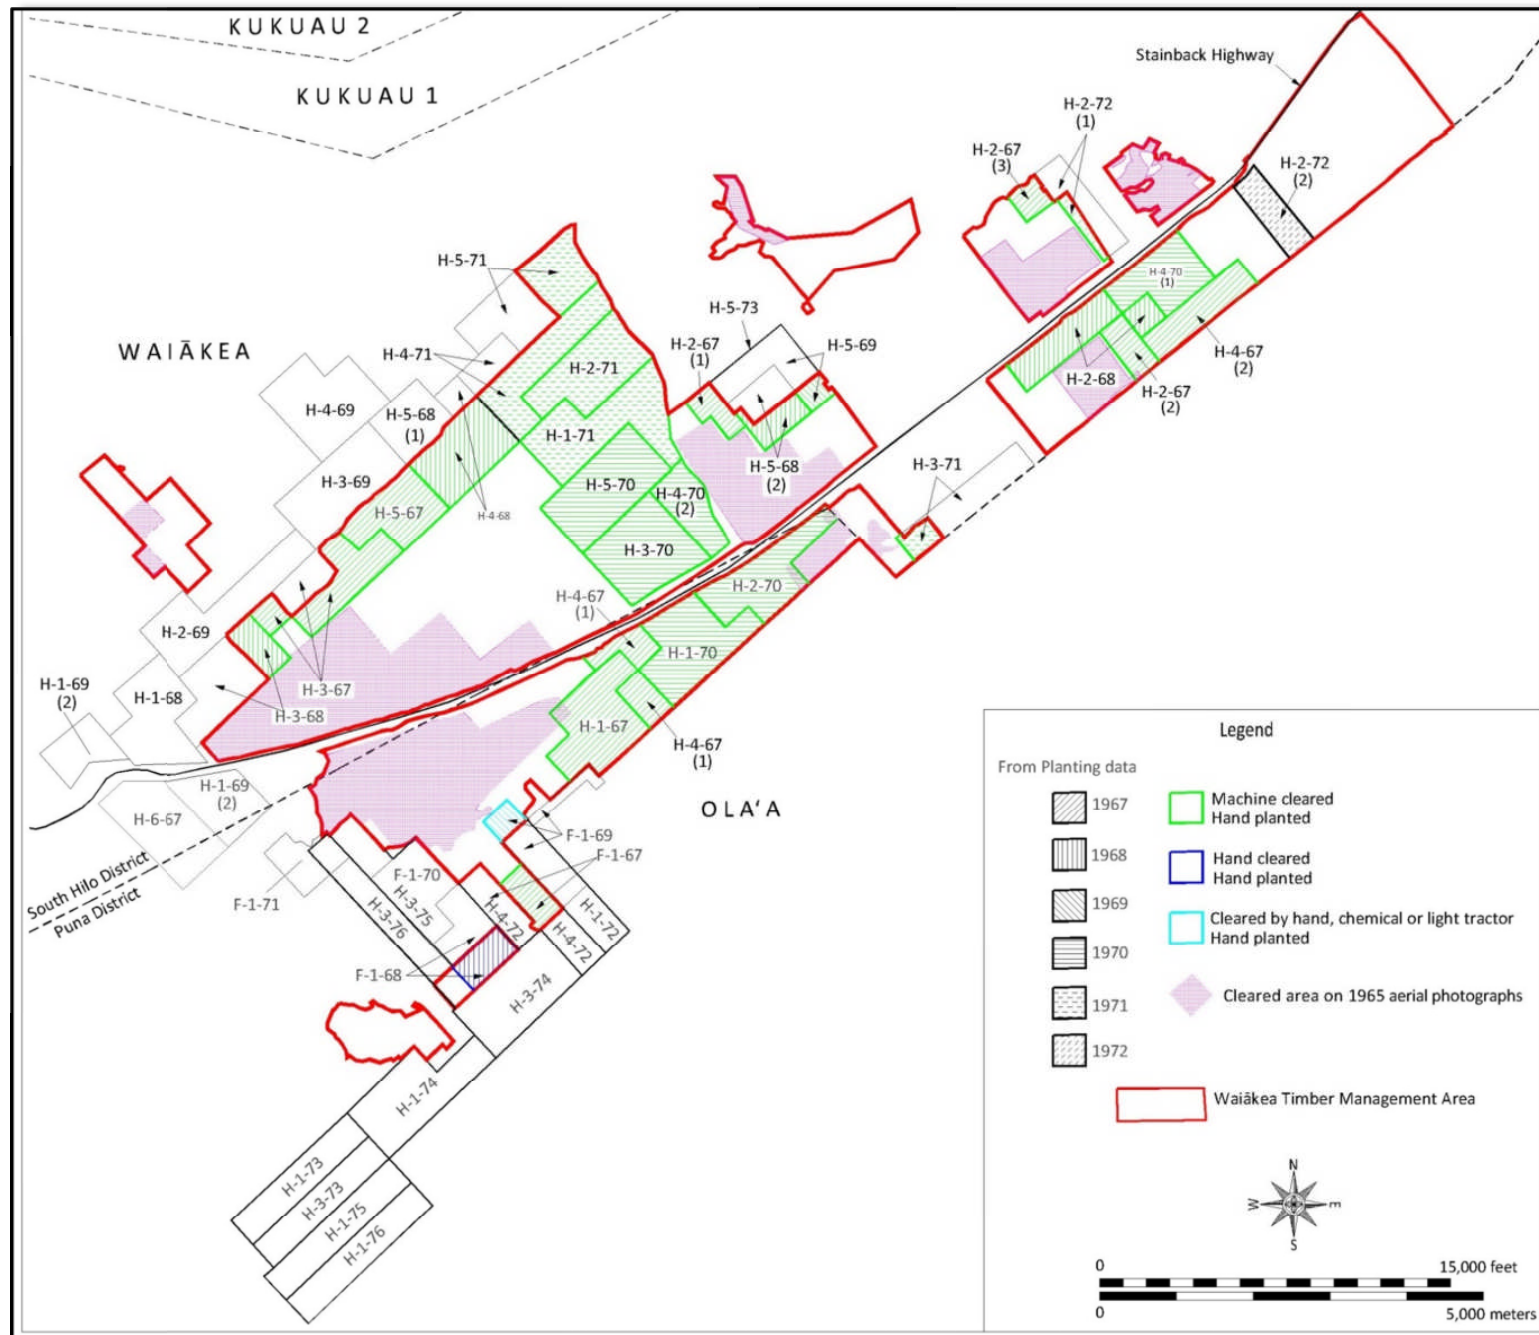 KUKUAU 2
KUKUAU 1
Stainback Highway
H-2-72
(1)
H-2-67
(3)
H-2-72
(2)
H-5-71
H-4-70
(1)
H-5-73
WAIĀKEA
H-4-71
H-2-67
(1)
H-5-69
H-4-67
(2)
H-2-71
H-2-68
H-2-67
(2)
H-4-69
H-5-68
(1)
H-1-71
H-3-71
H-5-68
(2)
H-3-69
H-5-70
H-4-70
(2)
H-5-67
H-4-68
H-3-70
H-2-70
H-4-67
(1)
H-2-69
H-1-70
H-1-69
(2)
H-1-68
H-3-67
H-3-68
H-1-67
H-4-67
(1)
H-1-69
(2)
H-6-67
OLAʻA
F-1-69
F-1-67
South Hilo District
Puna District
F-1-71
F-1-70
H-3-75
H-3-76
H-4-72
H-1-72
H-4-72
F-1-68
H-3-74
H-1-74
H-1-73
H-3-73
H-1-75
H-1-76
Legend
From Planting data
1967
1968
1969
1970
1971
1972
Machine cleared
Hand planted
Hand cleared
Hand planted
Cleared by hand, chemical or light tractor
Hand planted
Cleared area on 1965 aerial photographs
Waiākea Timber Management Area
N
W
E
S
0
15,000 feet
0
5,000 meters